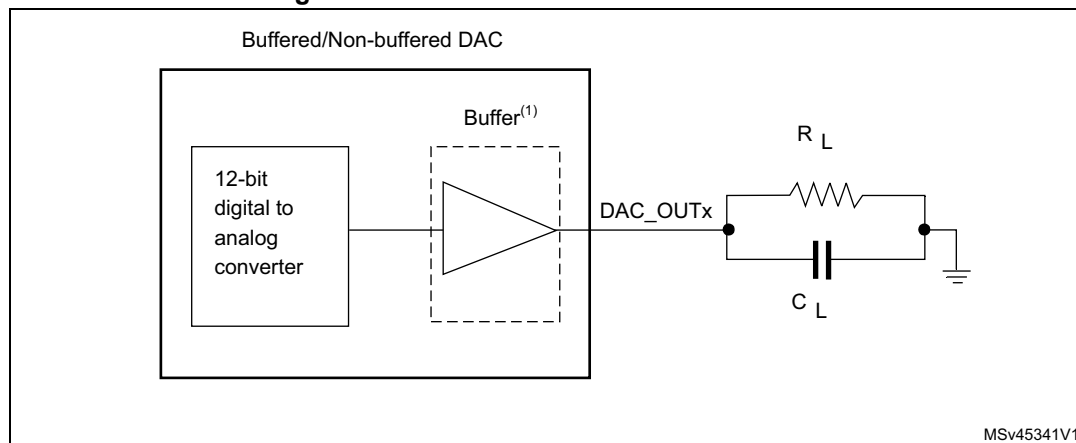 Buffered/Non-buffered DAC
Buffer(1)
12-bit
digital to
analog
converter
DAC_OUTx
R L
C L
MSv45341V1